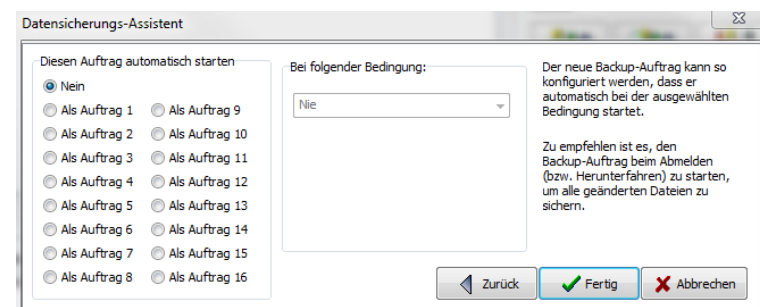 Datensicherungs-Assistent
Diesen Auftrag automatisch starten
Nein
Als Auftrag 1
Als Auftrag 9
Als Auftrag 2
Als Auftrag 10
Als Auftrag 3
Als Auftrag 11
Als Auftrag 4
Als Auftrag 12
Als Auftrag 5
Als Auftrag 13
Als Auftrag 6
Als Auftrag 14
Als Auftrag 7
Als Auftrag 15
Als Auftrag 8
Als Auftrag 16
Bei folgender Bedingung:
Nie
Der neue Backup-Auftrag kann so
konfiguriert werden, dass er
automatisch bei der ausgewählten
Bedingung startet.
Zu empfehlen ist es, den
Backup-Auftrag beim Abmelden
(bzw. Herunterfahren) zu starten,
um alle geänderten Dateien zu
sichern.
Zurück
Fertig
Abbrechen